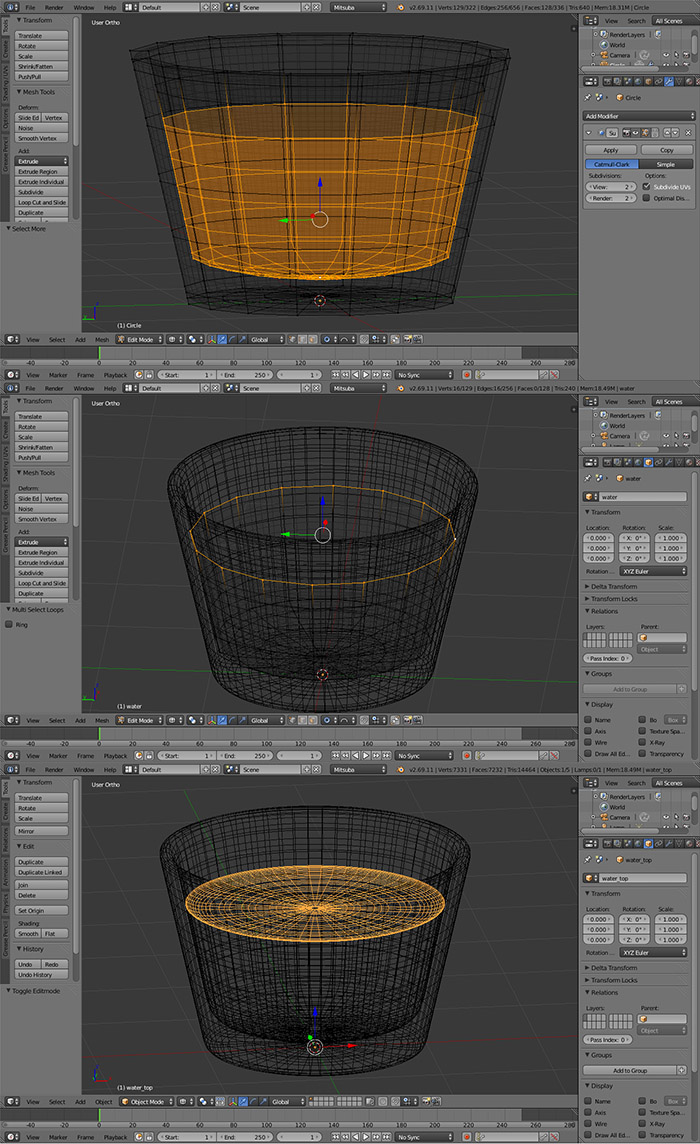 File Render Window Help Default Scene Mitsuba v2.69.11 | Verts:129/322 | Edges:256/656 | Faces:128/336 | Tris:640 | Mem:18.31M | Circle
Transform
Translate
Rotate
Scale
Shrink/Fatten
Push/Pull
Mesh Tools
Deform:
Slide Ed Vertex
Noise
Smooth Vertex
Add:
Extrude
Extrude Region
Extrude Individual
Subdivide
Loop Cut and Slide
Duplicate
Select More
Tools
Create
Shading / UVs
Options
Grease Pencil
User Ortho
(1) Circle
View Select Add Mesh Edit Mode Global
-40 -20 0 20 40 60 80 100 120 140 160 180 200 220 240 260
View Marker Frame Playback Start: 1 End: 250 1 No Sync
View Search All Scenes
RenderLayers
World
Camera
Circle
Add Modifier
Su
Apply Copy
Catmull-Clark Simple
Subdivisions: Options:
View: 2 Subdivide UVs
Render: 2 Optimal Dis...
File Render Window Help Default Scene Mitsuba v2.69.11 | Verts:16/129 | Edges:16/256 | Faces:0/128 | Tris:240 | Mem:18.49M | water
Transform
Translate
Rotate
Scale
Shrink/Fatten
Push/Pull
Mesh Tools
Deform:
Slide Ed Vertex
Noise
Smooth Vertex
Add:
Extrude
Extrude Region
Extrude Individual
Subdivide
Loop Cut and Slide
Duplicate
Multi Select Loops
Ring
Tools
Create
Shading / UVs
Options
Grease Pencil
User Ortho
(1) water
View Select Add Mesh Edit Mode Global
-40 -20 0 20 40 60 80 100 120 140 160 180 200 220 240 260
View Marker Frame Playback Start: 1 End: 250 1 No Sync
View Search All Scenes
RenderLayers
World
Camera
water
water
Transform
Location: Rotation: Scale:
0.000 X: 0° 1.000
0.000 Y: 0° 1.000
0.000 Z: 0° 1.000
Rotation ... XYZ Euler
Delta Transform
Transform Locks
Relations
Layers: Parent:
Object
Pass Index: 0
Groups
Add to Group
Display
Name Bo Box
Axis Texture Spa...
Wire X-Ray
Draw All Ed... Transparency
File Render Window Help Default Scene Mitsuba v2.69.11 | Verts:7331 | Faces:7232 | Tris:14464 | Objects:1/5 | Lamps:0/1 | Mem:18.49M | water_top
Transform
Translate
Rotate
Scale
Mirror
Edit
Duplicate
Duplicate Linked
Join
Delete
Set Origin
Shading:
Smooth Flat
History
Undo Redo
Undo History
Toggle Editmode
Tools
Create
Relations
Animation
Physics
Grease Pencil
User Ortho
(1) water_top
View Select Add Object Object Mode Global
-40 -20 0 20 40 60 80 100 120 140 160 180 200 220 240 260
View Marker Frame Playback Start: 1 End: 250 1 No Sync
View Search All Scenes
RenderLayers
World
Camera
water_top
water_top
Transform
Location: Rotation: Scale:
0.000 X: 0° 1.000
0.000 Y: 0° 1.000
0.000 Z: 0° 1.000
Rotation ... XYZ Euler
Delta Transform
Transform Locks
Relations
Layers: Parent:
Object
Pass Index: 0
Groups
Add to Group
Display
Name Bo Box
Axis Texture Spa...
Wire X-Ray
Draw All Ed... Transparency